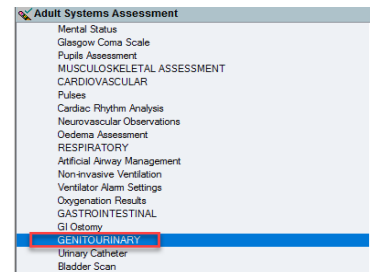 Adult Systems Assessment
Mental Status
Glasgow Coma Scale
Pupils Assessment
MUSCULOSKELETAL ASSESSMENT
CARDIOVASCULAR
Pulses
Cardiac Rhythm Analysis
Neurovascular Observations
Oedema Assessment
RESPIRATORY
Artificial Airway Management
Non-invasive Ventilation
Ventilator Alarm Settings
Oxygenation Results
GASTROINTESTINAL
GI Ostomy
GENITOURINARY
Urinary Catheter
Bladder Scan